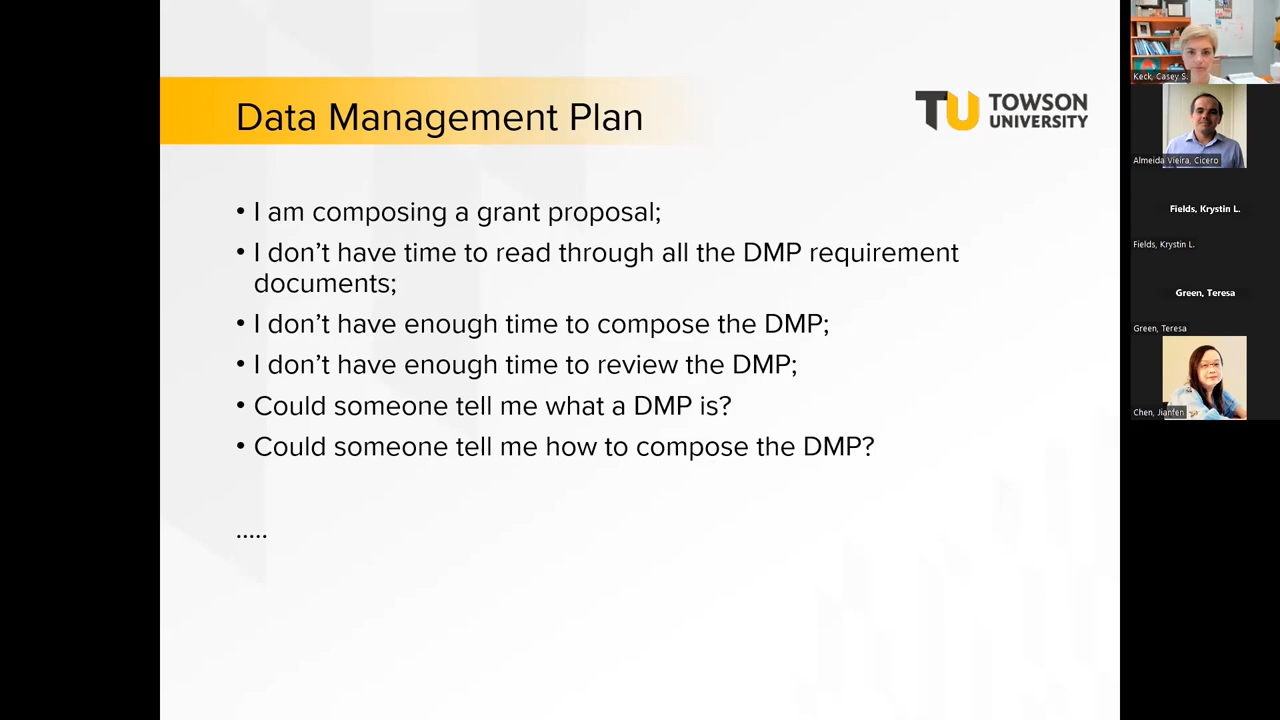 Data Management Plan
TU TOWSON
UNIVERSITY
• I am composing a grant proposal;
• I don’t have time to read through all the DMP requirement
documents;
• I don’t have enough time to compose the DMP;
• I don’t have enough time to review the DMP;
• Could someone tell me what a DMP is?
• Could someone tell me how to compose the DMP?
.....
Keck, Casey S.
Almeida Vieira, Cicero
Fields, Krystin L.
Fields, Krystin L.
Green, Teresa
Green, Teresa
Chen, Jianfen